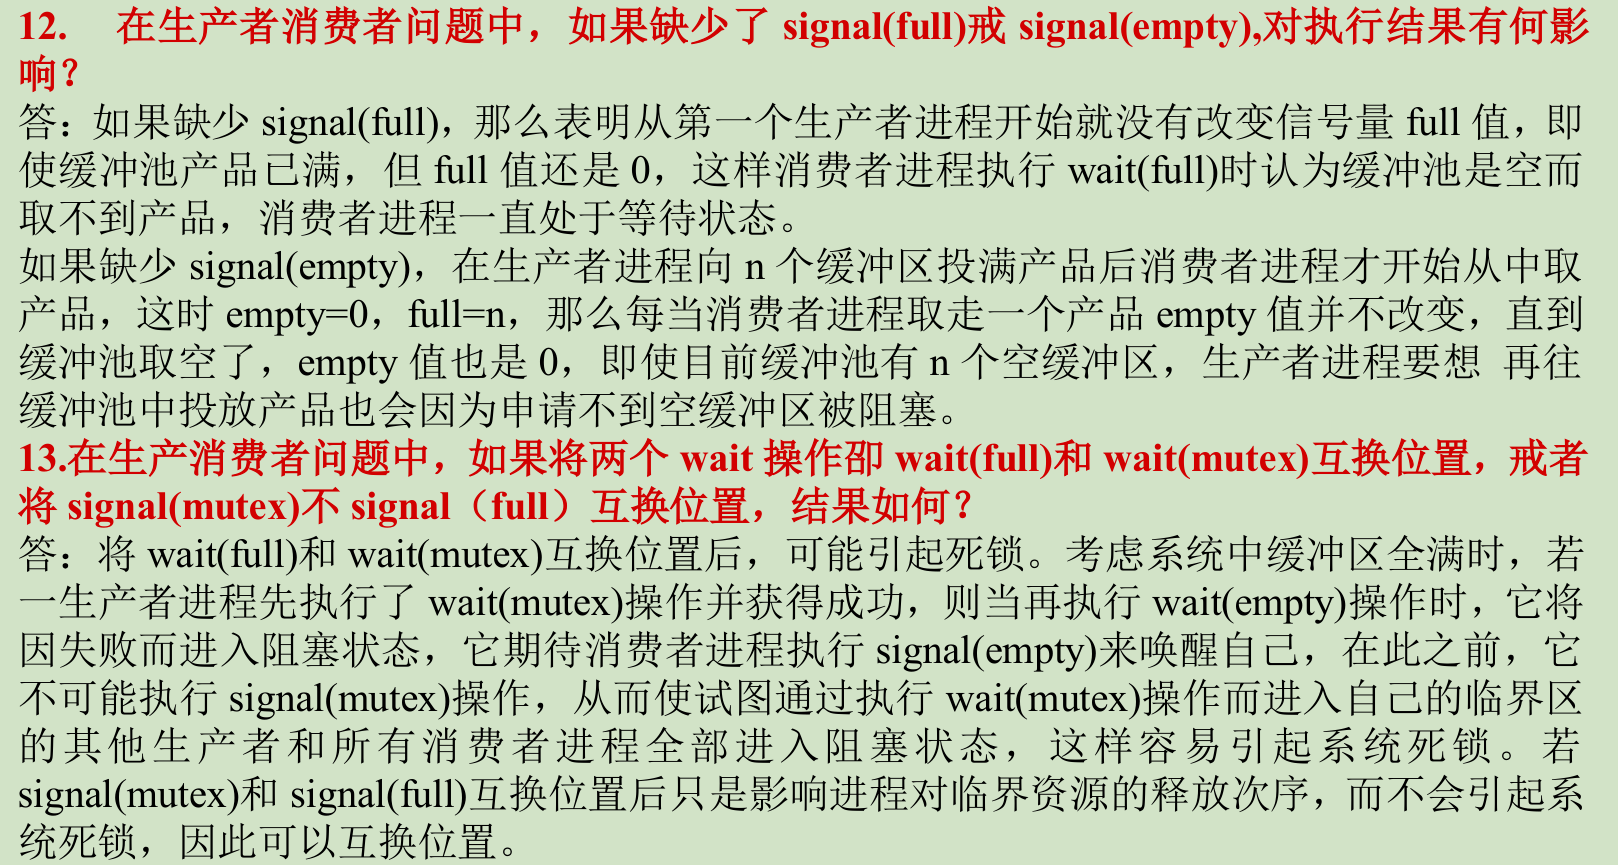 12. 在生产者消费者问题中，如果缺少了 signal(full)戒 signal(empty),对执行结果有何影
响？
答：如果缺少 signal(full)，那么表明从第一个生产者进程开始就没有改变信号量 full 值，即
使缓冲池产品已满，但 full 值还是 0，这样消费者进程执行 wait(full)时认为缓冲池是空而
取不到产品，消费者进程一直处于等待状态。
如果缺少 signal(empty)，在生产者进程向 n 个缓冲区投满产品后消费者进程才开始从中取
产品，这时 empty=0，full=n，那么每当消费者进程取走一个产品 empty 值并不改变，直到
缓冲池取空了，empty 值也是 0，即使目前缓冲池有 n 个空缓冲区，生产者进程要想 再往
缓冲池中投放产品也会因为申请不到空缓冲区被阻塞。
13.在生产消费者问题中，如果将两个 wait 操作卲 wait(full)和 wait(mutex)互换位置，戒者
将 signal(mutex)不 signal（full）互换位置，结果如何？
答：将 wait(full)和 wait(mutex)互换位置后，可能引起死锁。考虑系统中缓冲区全满时，若
一生产者进程先执行了 wait(mutex)操作并获得成功，则当再执行 wait(empty)操作时，它将
因失败而进入阻塞状态，它期待消费者进程执行 signal(empty)来唤醒自己，在此之前，它
不可能执行 signal(mutex)操作，从而使试图通过执行 wait(mutex)操作而进入自己的临界区
的其他生产者和所有消费者进程全部进入阻塞状态，这样容易引起系统死锁。若
signal(mutex)和 signal(full)互换位置后只是影响进程对临界资源的释放次序，而不会引起系
统死锁，因此可以互换位置。